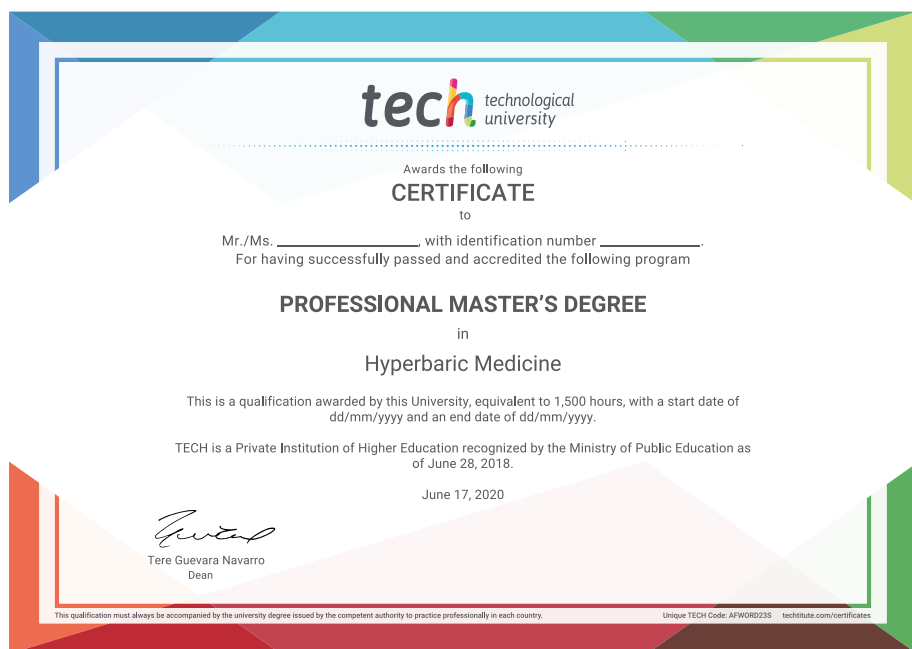 tech technological
university
Awards the following
CERTIFICATE
to
Mr./Ms. ____________________, with identification number ______________.
For having successfully passed and accredited the following program
PROFESSIONAL MASTER'S DEGREE
in
Hyperbaric Medicine
This is a qualification awarded by this University, equivalent to 1,500 hours, with a start date of
dd/mm/yyyy and an end date of dd/mm/yyyy.
TECH is a Private Institution of Higher Education recognized by the Ministry of Public Education as
of June 28, 2018.
June 17, 2020
Tere Guevara Navarro
Dean
This qualification must always be accompanied by the university degree issued by the competent authority to practice professionally in each country. Unique TECH Code: AFWORD23S techtitute.com/certificates